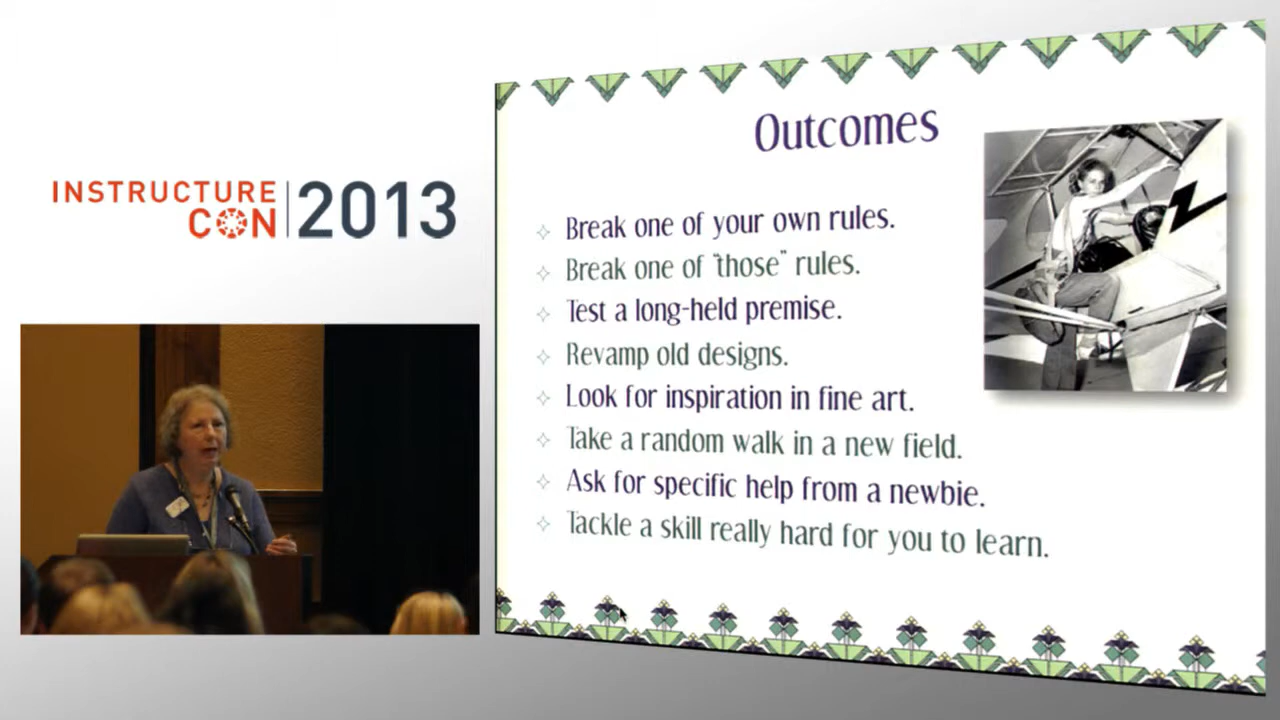 INSTRUCTURE
CON
2013
Outcomes
Break one of your own rules.
Break one of "those" rules.
Test a long-held premise.
Revamp old designs.
Look for inspiration in fine art.
Take a random walk in a new field.
Ask for specific help from a newbie.
Tackle a skill really hard for you to learn.